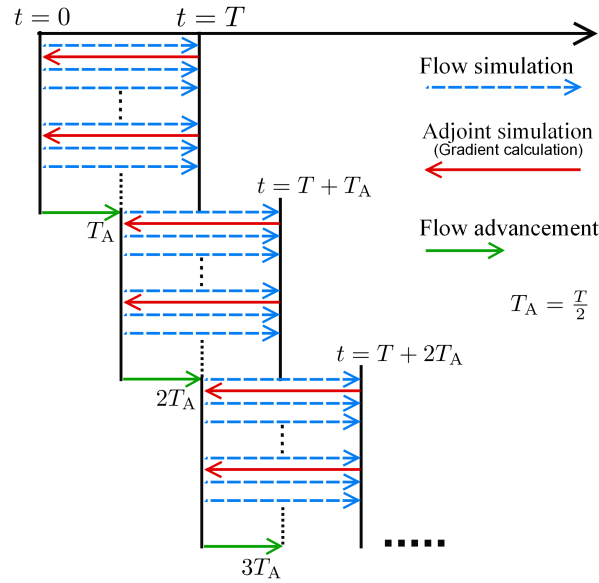 t = 0
t = T
Flow simulation
Adjoint simulation
(Gradient calculation)
t = T + T_A
T_A
Flow advancement
T_A = T/2
t = T + 2T_A
2T_A
3T_A